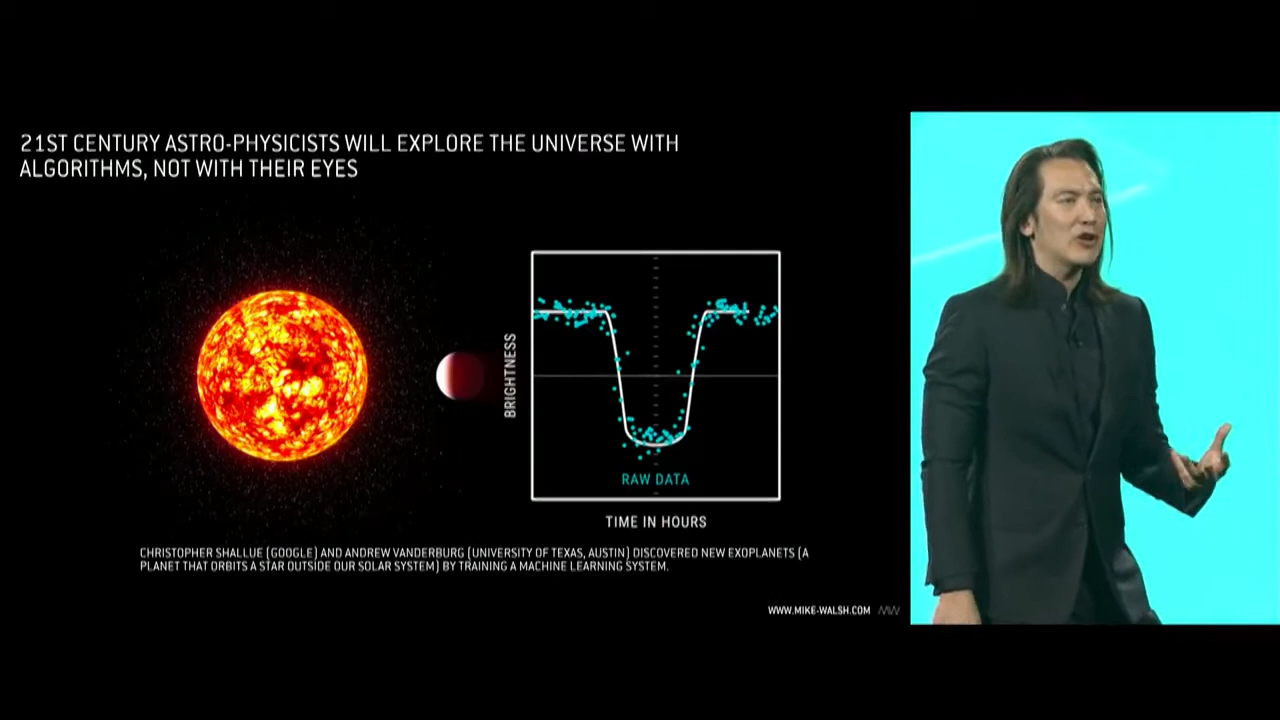 21ST CENTURY ASTRO-PHYSICISTS WILL EXPLORE THE UNIVERSE WITH
ALGORITHMS, NOT WITH THEIR EYES
BRIGHTNESS
RAW DATA
TIME IN HOURS
CHRISTOPHER SHALLUE (GOOGLE) AND ANDREW VANDERBURG (UNIVERSITY OF TEXAS, AUSTIN) DISCOVERED NEW EXOPLANETS (A
PLANET THAT ORBITS A STAR OUTSIDE OUR SOLAR SYSTEM) BY TRAINING A MACHINE LEARNING SYSTEM.
WWW.MIKE-WALSH.COM MW